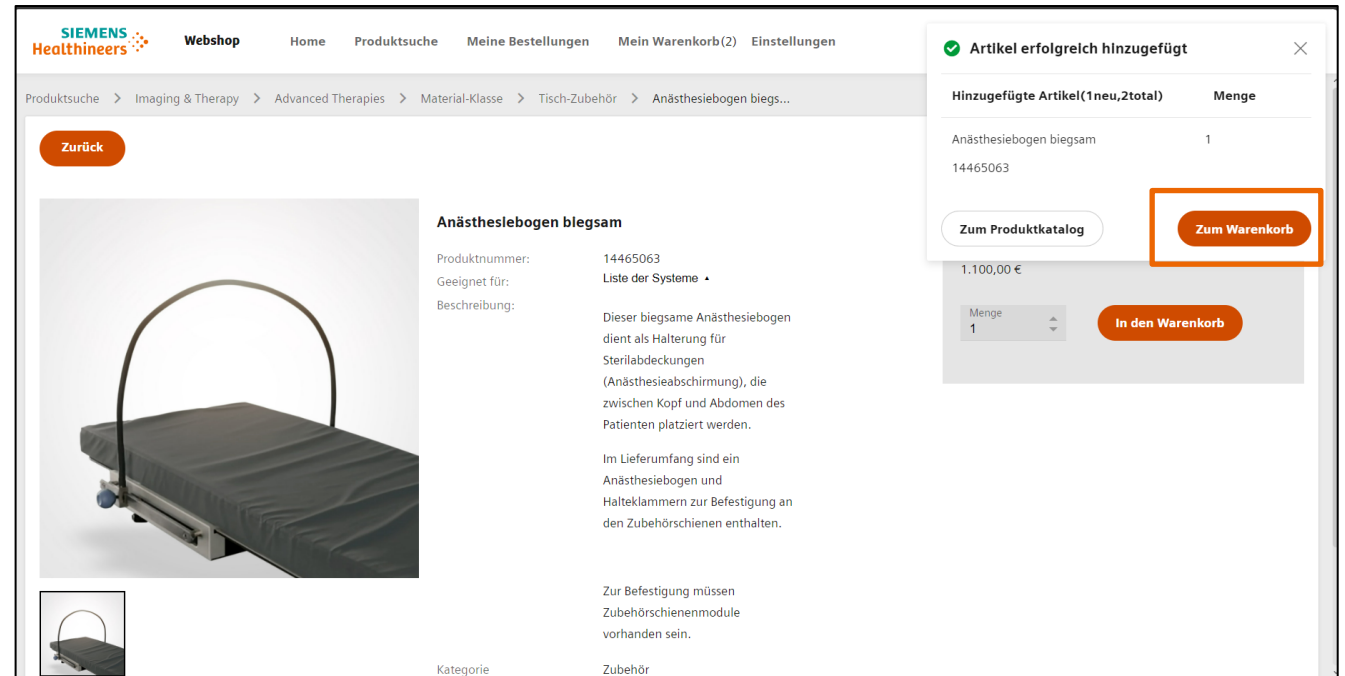 SIEMENS
Healthineers
Webshop Home Produktsuche Meine Bestellungen Mein Warenkorb(2) Einstellungen
Artikel erfolgreich hinzugefügt
Produktsuche > Imaging & Therapy > Advanced Therapies > Material-Klasse > Tisch-Zubehör > Anästhesiebogen biegs...
Hinzugefügte Artikel(1neu,2total) Menge
Anästhesiebogen biegsam 1
14465063
Zum Produktkatalog Zum Warenkorb
Zurück
Anästhesiebogen biegsam
Produktnummer: 14465063
Geeignet für: Liste der Systeme
Beschreibung:
Dieser biegsame Anästhesiebogen
dient als Halterung für
Sterilabdeckungen
(Anästhesieabschirmung), die
zwischen Kopf und Abdomen des
Patienten platziert werden.
Im Lieferumfang sind ein
Anästhesiebogen und
Halteklammern zur Befestigung an
den Zubehörschienen enthalten.
Zur Befestigung müssen
Zubehörschienenmodule
vorhanden sein.
Kategorie Zubehör
1.100,00 €
Menge
1
In den Warenkorb